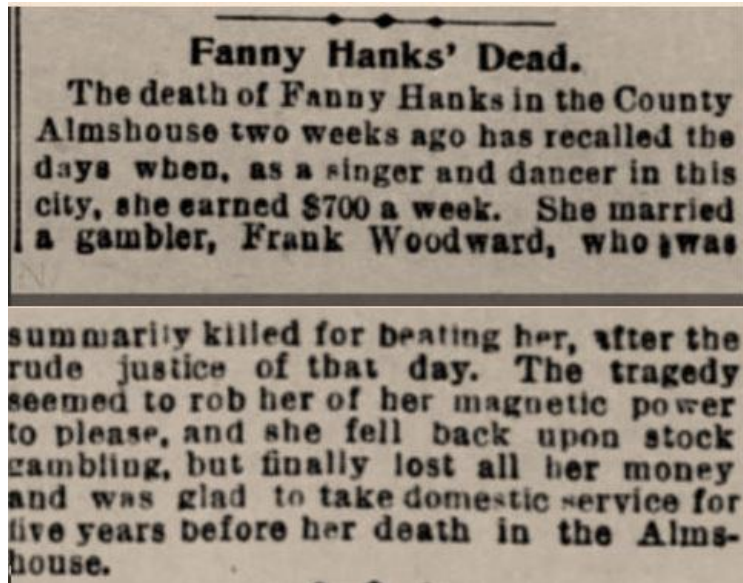 Fanny Hanks' Dead.
The death of Fanny Hanks in the County
Almshouse two weeks ago has recalled the
days when, as a singer and dancer in this
city, she earned $700 a week. She married
a gambler, Frank Woodward, who was
N
summarily killed for beating her, after the
rude justice of that day. The tragedy
seemed to rob her of her magnetic power
to please, and she fell back upon stock
gambling, but finally lost all her money
and was glad to take domestic service for
five years before her death in the Alms-
house.